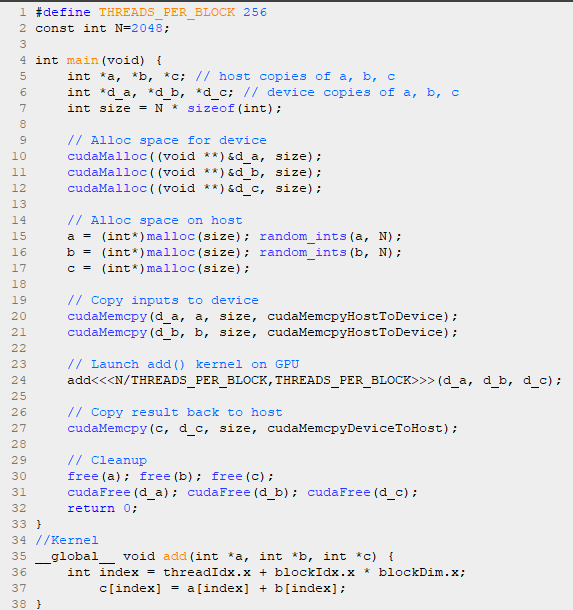 1 #define THREADS_PER_BLOCK 256
2 const int N=2048;
3
4 int main(void) {
5     int *a, *b, *c; // host copies of a, b, c
6     int *d_a, *d_b, *d_c; // device copies of a, b, c
7     int size = N * sizeof(int);
8
9     // Alloc space for device
10     cudaMalloc((void **)&d_a, size);
11     cudaMalloc((void **)&d_b, size);
12     cudaMalloc((void **)&d_c, size);
13
14     // Alloc space on host
15     a = (int*)malloc(size); random_ints(a, N);
16     b = (int*)malloc(size); random_ints(b, N);
17     c = (int*)malloc(size);
18
19     // Copy inputs to device
20     cudaMemcpy(d_a, a, size, cudaMemcpyHostToDevice);
21     cudaMemcpy(d_b, b, size, cudaMemcpyHostToDevice);
22
23     // Launch add() kernel on GPU
24     add<<<N/THREADS_PER_BLOCK,THREADS_PER_BLOCK>>>(d_a, d_b, d_c);
25
26     // Copy result back to host
27     cudaMemcpy(c, d_c, size, cudaMemcpyDeviceToHost);
28
29     // Cleanup
30     free(a); free(b); free(c);
31     cudaFree(d_a); cudaFree(d_b); cudaFree(d_c);
32     return 0;
33 }
34 //Kernel
35 __global__ void add(int *a, int *b, int *c) {
36     int index = threadIdx.x + blockIdx.x * blockDim.x;
37         c[index] = a[index] + b[index];
38 }